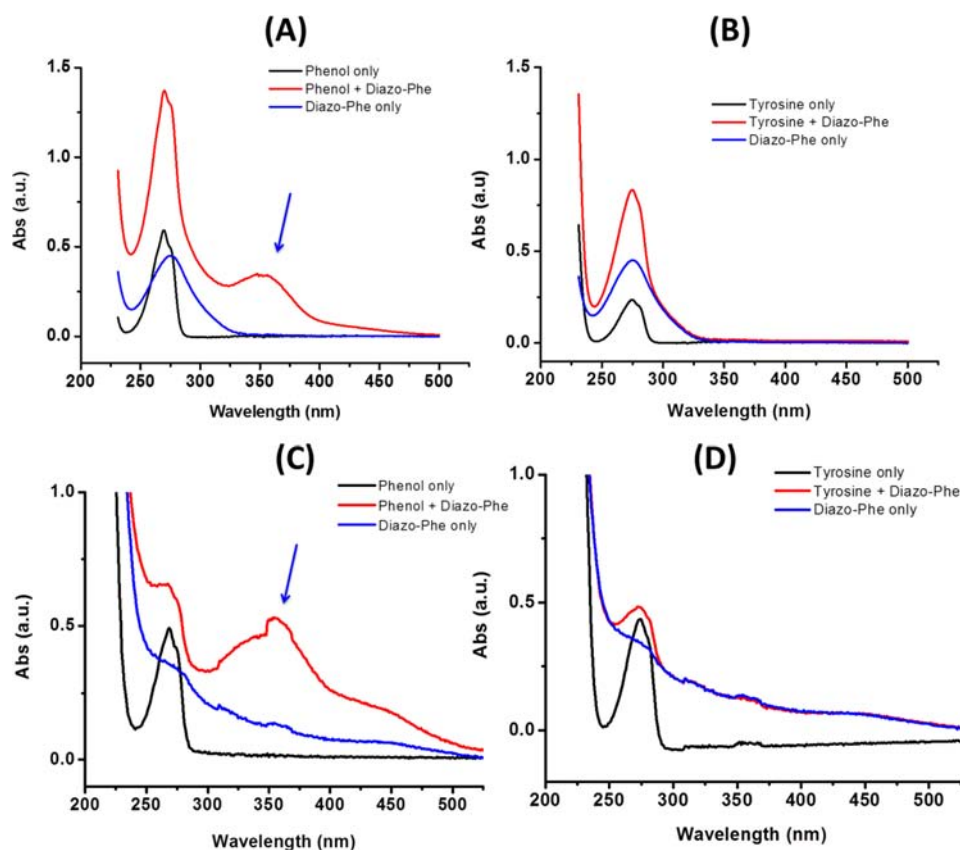 (A)
Phenol only
Phenol + Diazo-Phe
Diazo-Phe only
1.5
1.0
0.5
0.0
Abs (a.u.)
200 250 300 350 400 450 500
Wavelength (nm)
(B)
Tyrosine only
Tyrosine + Diazo-Phe
Diazo-Phe only
1.5
1.0
0.5
0.0
Abs (a.u)
200 250 300 350 400 450 500
Wavelength (nm)
(C)
Phenol only
Phenol + Diazo-Phe
Diazo-Phe only
1.0
0.5
0.0
Abs (a.u.)
200 250 300 350 400 450 500
Wavelength (nm)
(D)
Tyrosine only
Tyrosine + Diazo-Phe
Diazo-Phe only
1.0
0.5
0.0
Abs (a.u.)
200 250 300 350 400 450 500
Wavelength (nm)